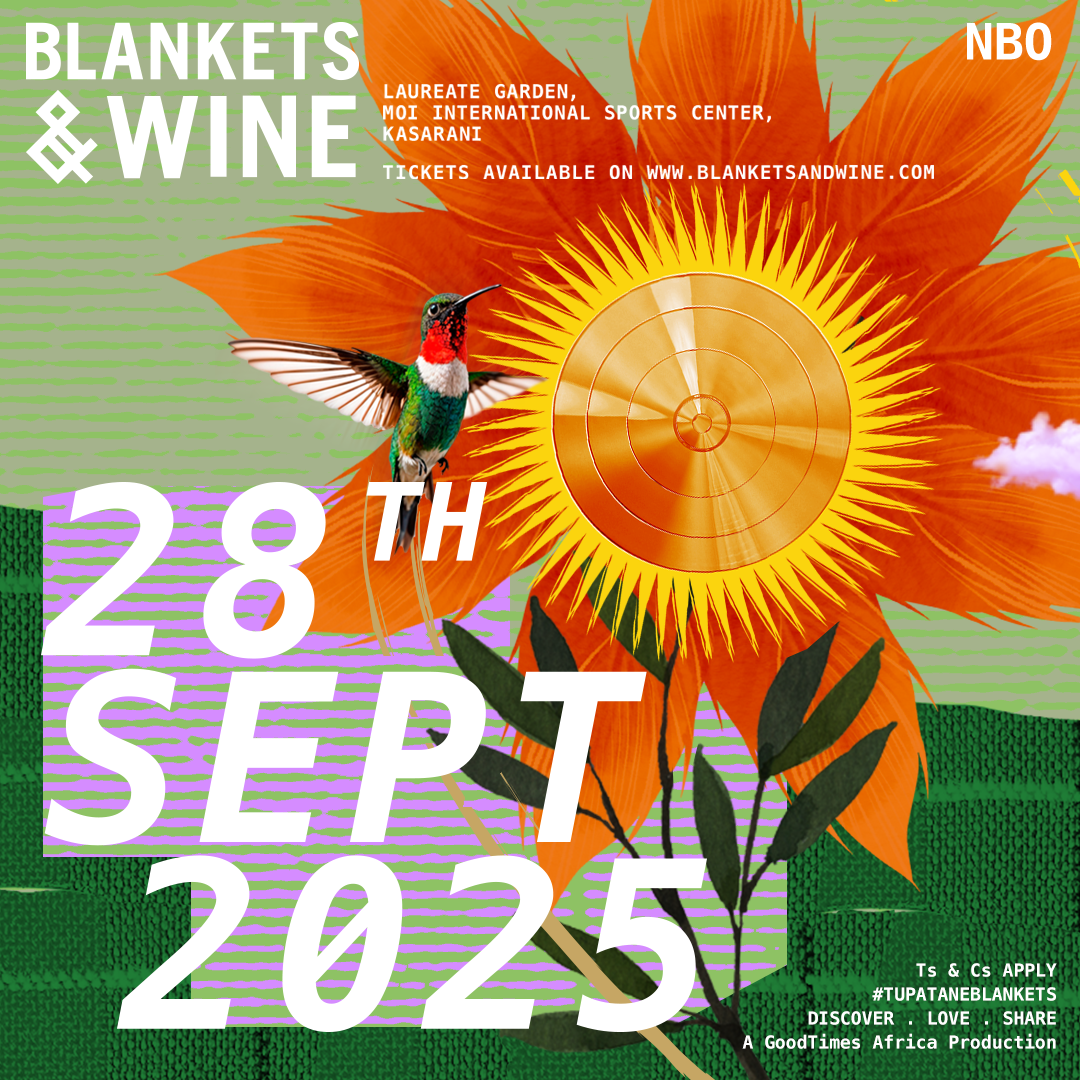 BLANKETS
& WINE
NBO
LAUREATE GARDEN,
MOI INTERNATIONAL SPORTS CENTER,
KASARANI
TICKETS AVAILABLE ON WWW.BLANKETSANDWINE.COM
28TH
SEPT
2025
Ts & Cs APPLY
#TUPATANEBLANKETS
DISCOVER . LOVE . SHARE
A GoodTimes Africa Production